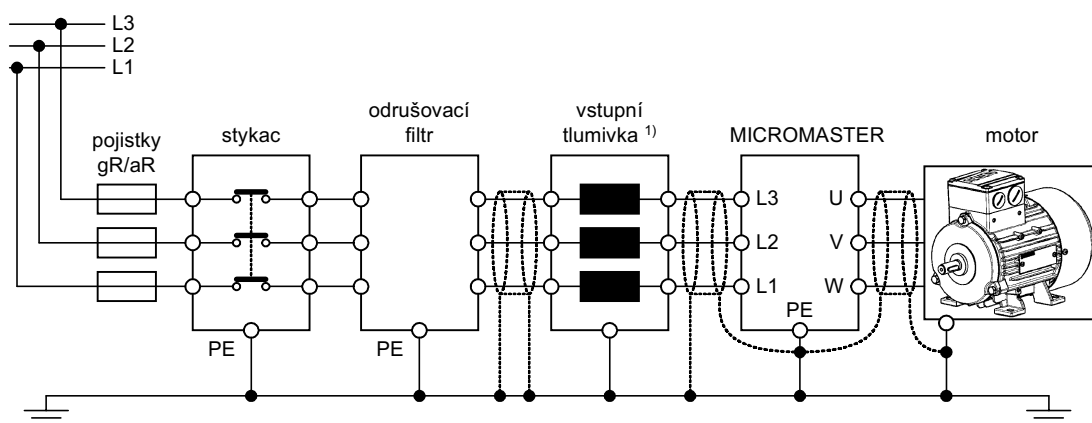 L3
L2
L1
pojistky
gR/aR
stykac
odrušovací
filtr
vstupní
tlumivka 1)
MICROMASTER
motor
L3
L2
L1
U
V
W
PE
PE
PE